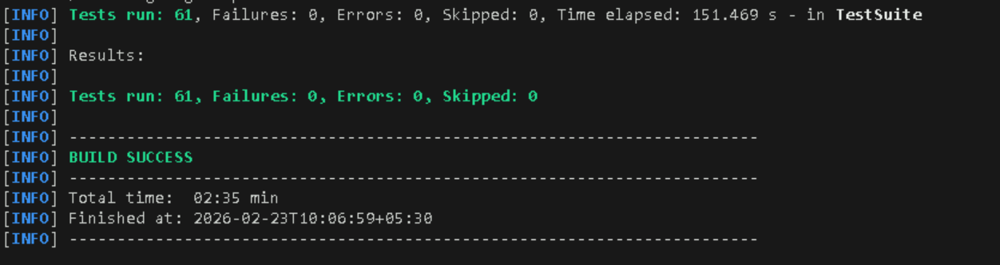 [INFO] Tests run: 61, Failures: 0, Errors: 0, Skipped: 0, Time elapsed: 151.469 s - in TestSuite
[INFO]
[INFO] Results:
[INFO]
[INFO] Tests run: 61, Failures: 0, Errors: 0, Skipped: 0
[INFO]
[INFO] ------------------------------------------------------------------------
[INFO] BUILD SUCCESS
[INFO] ------------------------------------------------------------------------
[INFO] Total time:  02:35 min
[INFO] Finished at: 2026-02-23T10:06:59+05:30
[INFO] ------------------------------------------------------------------------